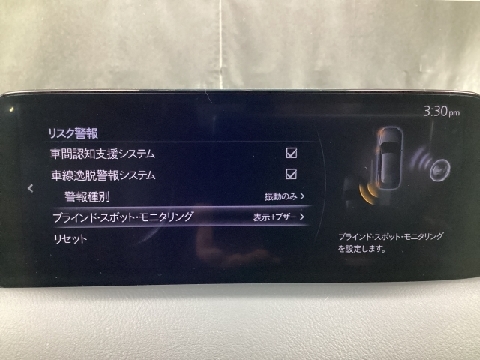 3:30pm
リスク警報
車間認知支援システム
車線逸脱警報システム
警報種別 振動のみ
ブラインド・スポット・モニタリング 表示+ブザー
リセット
ブラインド・スポット・モニタリング
を設定します。